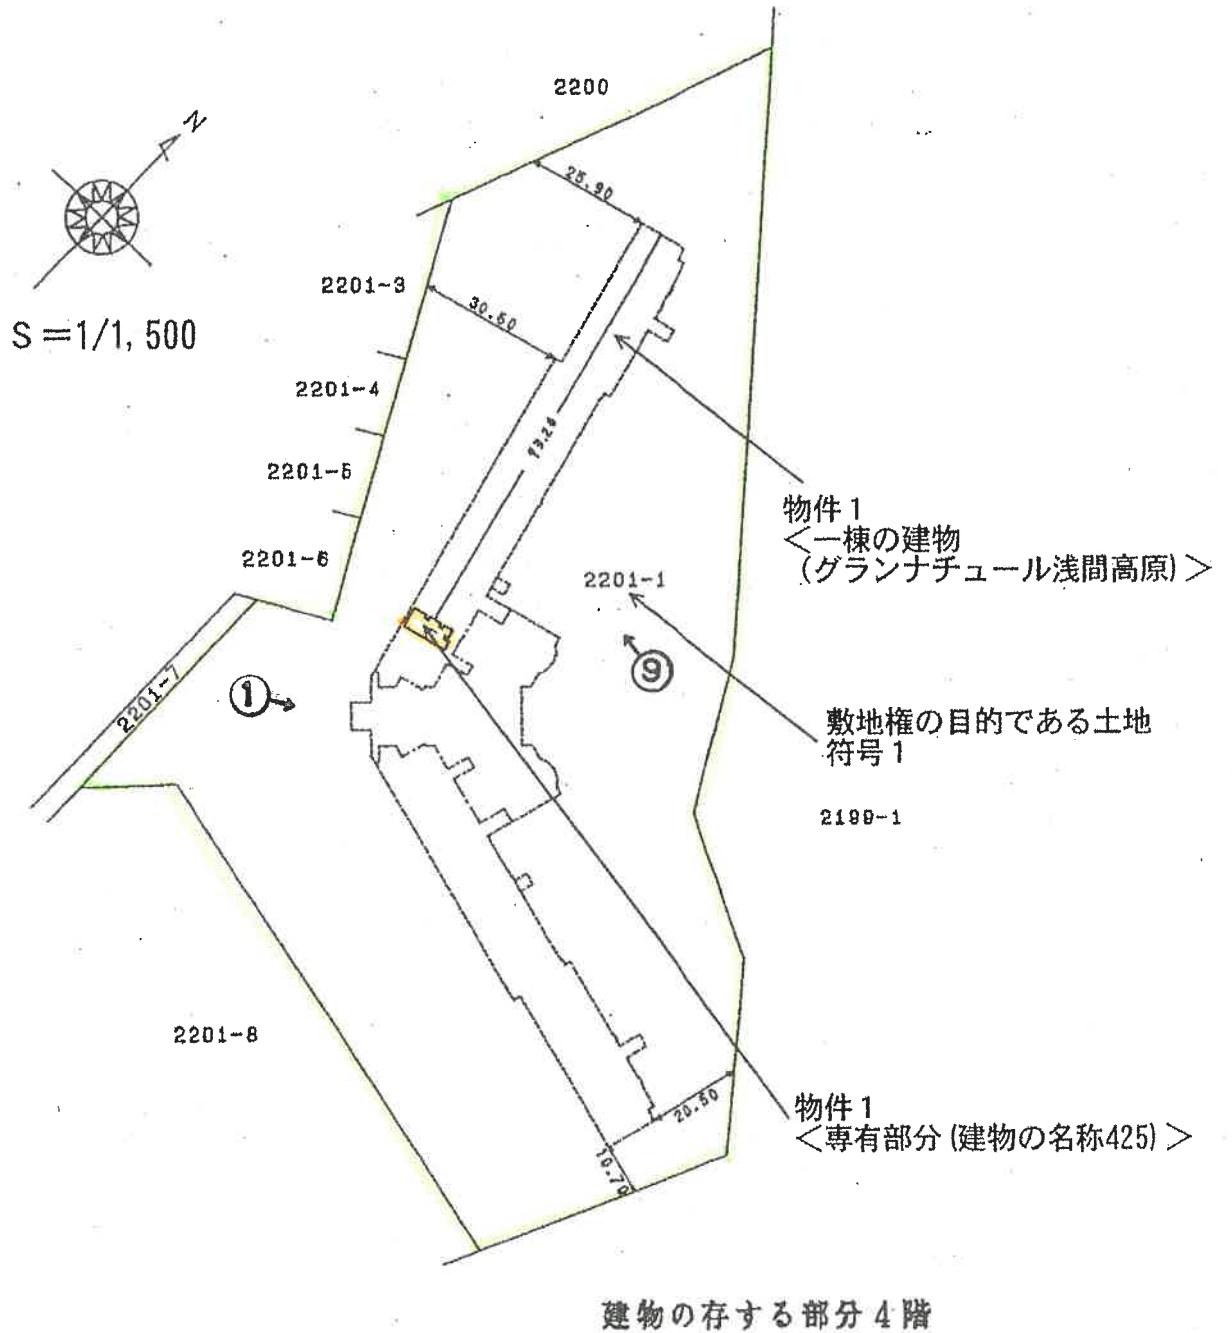 2200
N
25.90
2201-3
30.60
S＝1/1,500
2201-4
93.26
2201-5
物件１
＜一棟の建物
（グランナチュール浅間高原）＞
2201-6
2201-1
⑨
2201-7
①
敷地権の目的である土地
符号１
2199-1
2201-8
20.50
物件１
＜専有部分 (建物の名称425) ＞
10.70
建物の存する部分４階